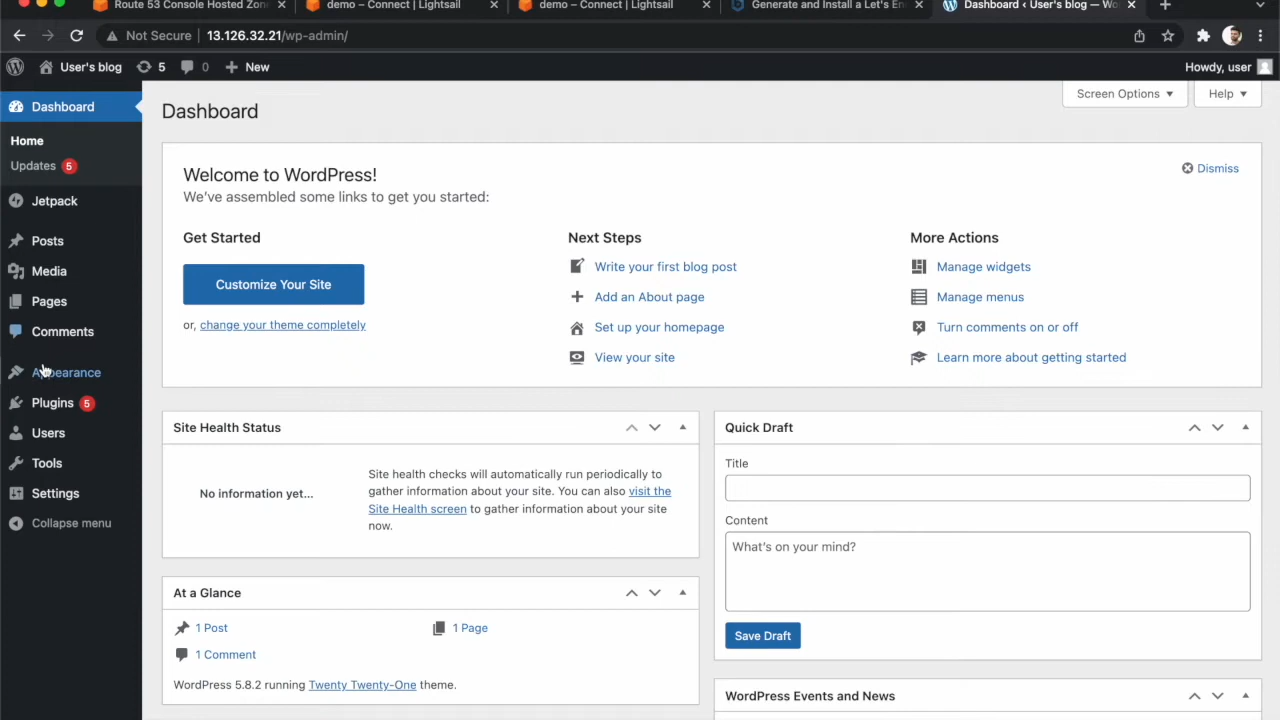 Route 53 Console Hosted Zon
demo – Connect | Lightsail
demo – Connect | Lightsail
Generate and Install a Let's En
Dashboard ‹ User's blog — Wo
Not Secure | 13.126.32.21/wp-admin/
User's blog 5 0 New
Howdy, user
Dashboard
Home
Updates 5
Jetpack
Posts
Media
Pages
Comments
Appearance
Plugins 5
Users
Tools
Settings
Collapse menu
Screen Options
Help
Dashboard
Welcome to WordPress!
Dismiss
We've assembled some links to get you started:
Get Started
Customize Your Site
or, change your theme completely
Next Steps
Write your first blog post
Add an About page
Set up your homepage
View your site
More Actions
Manage widgets
Manage menus
Turn comments on or off
Learn more about getting started
Site Health Status
No information yet...
Site health checks will automatically run periodically to
gather information about your site. You can also visit the
Site Health screen to gather information about your site
now.
At a Glance
1 Post
1 Page
1 Comment
WordPress 5.8.2 running Twenty Twenty-One theme.
Quick Draft
Title
Content
What's on your mind?
Save Draft
WordPress Events and News